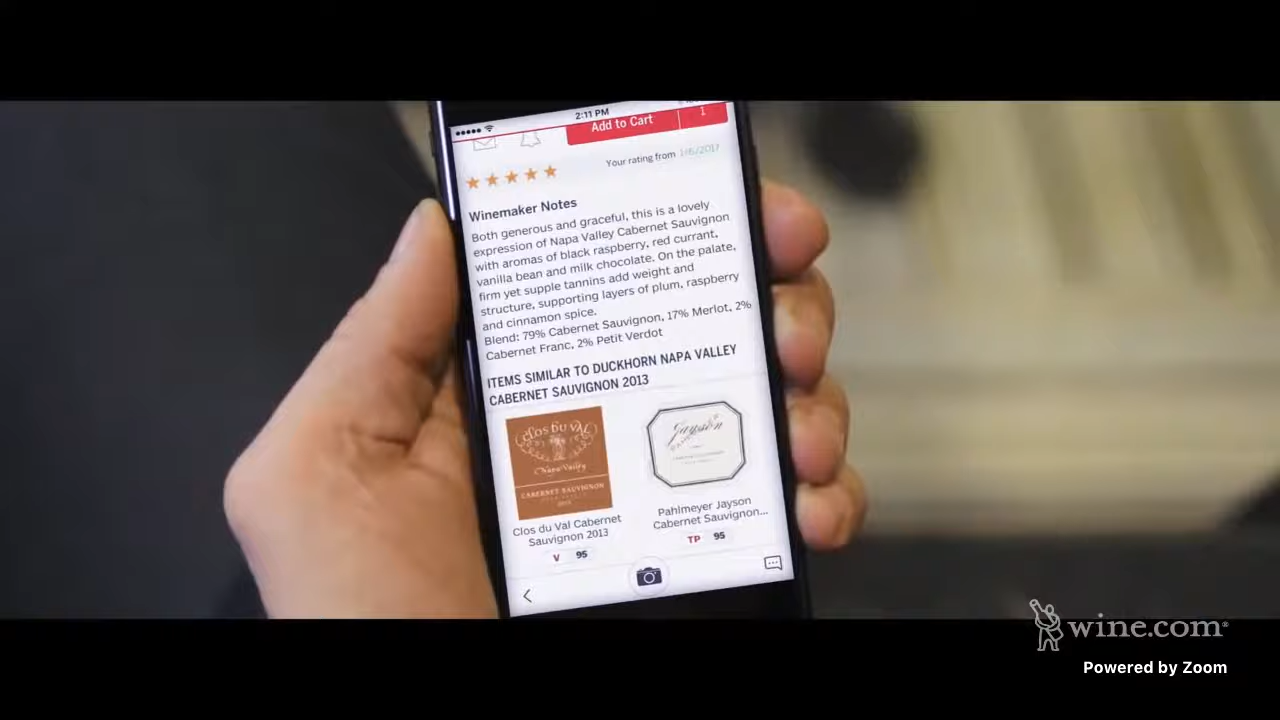 2:11 PM
Add to Cart
1
Your rating from 1/6/2017
Winemaker Notes
Both generous and graceful, this is a lovely
expression of Napa Valley Cabernet Sauvignon
with aromas of black raspberry, red currant,
vanilla bean and milk chocolate. On the palate,
firm yet supple tannins add weight and
structure, supporting layers of plum, raspberry
and cinnamon spice.
Blend: 79% Cabernet Sauvignon, 17% Merlot, 2%
Cabernet Franc, 2% Petit Verdot
ITEMS SIMILAR TO DUCKHORN NAPA VALLEY
CABERNET SAUVIGNON 2013
CLOS DU VAL
Napa Valley
CABERNET SAUVIGNON
Jayson
Clos du Val Cabernet
Sauvignon 2013
V 95
Pahlmeyer Jayson
Cabernet Sauvignon...
TP 95
wine.com®
Powered by Zoom